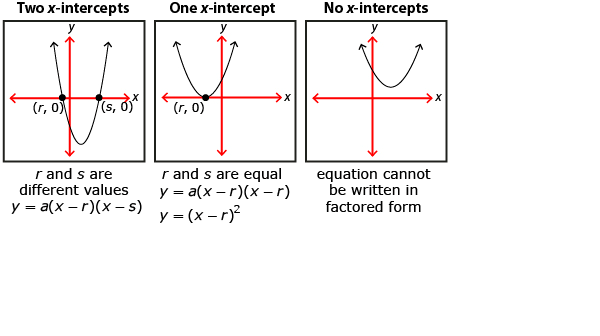 Two x-intercepts
y
x
(r, 0)
(s, 0)
r and s are
different values
y = a(x − r)(x − s)
One x-intercept
y
x
(r, 0)
r and s are equal
y = a(x − r)(x − r)
y = (x − r)²
No x-intercepts
y
x
equation cannot
be written in
factored form